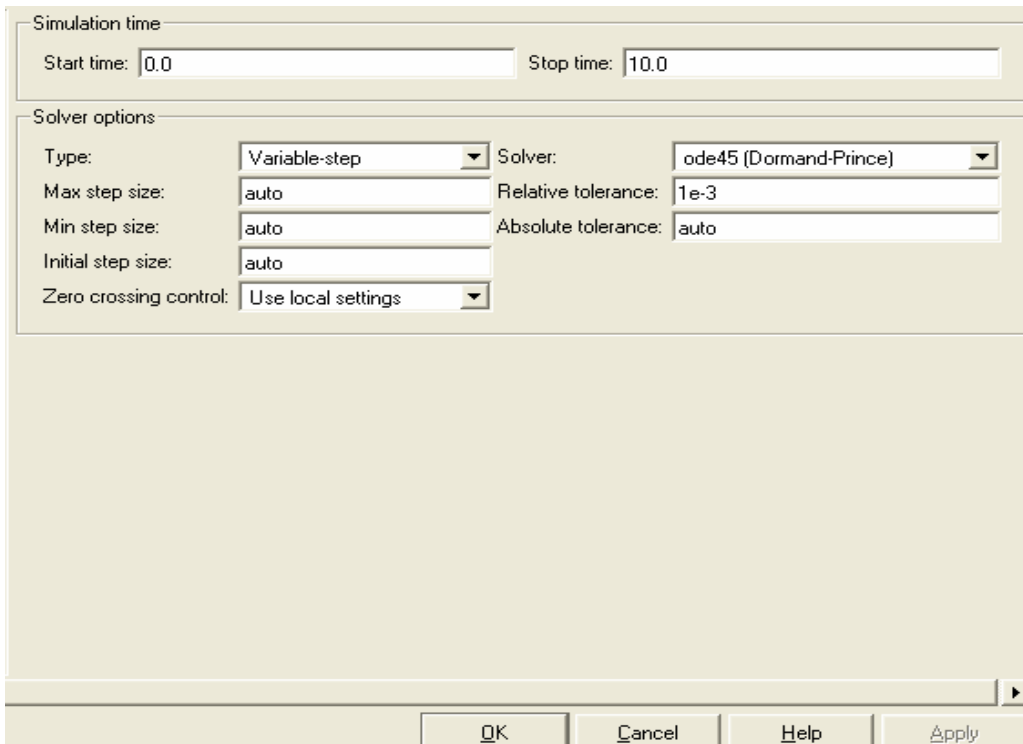 Simulation time
Start time: 0.0 Stop time: 10.0
Solver options
Type: Variable-step Solver: ode45 (Dormand-Prince)
Max step size: auto Relative tolerance: 1e-3
Min step size: auto Absolute tolerance: auto
Initial step size: auto
Zero crossing control: Use local settings
OK Cancel Help Apply